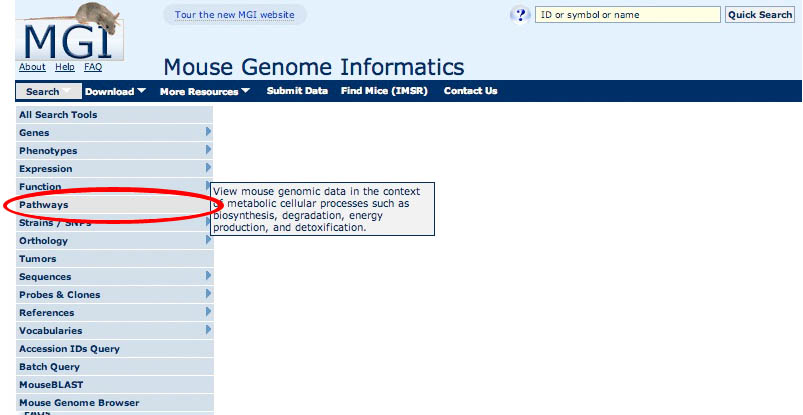 MGI
About Help FAQ
Tour the new MGI website
? ID or symbol or name Quick Search
Mouse Genome Informatics
Search Download More Resources Submit Data Find Mice (IMSR) Contact Us
All Search Tools
Genes
Phenotypes
Expression
Function
Pathways
Strains / SNPs
Orthology
Tumors
Sequences
Probes & Clones
References
Vocabularies
Accession IDs Query
Batch Query
MouseBLAST
Mouse Genome Browser
FAQs
View mouse genomic data in the context
of metabolic cellular processes such as
biosynthesis, degradation, energy
production, and detoxification.